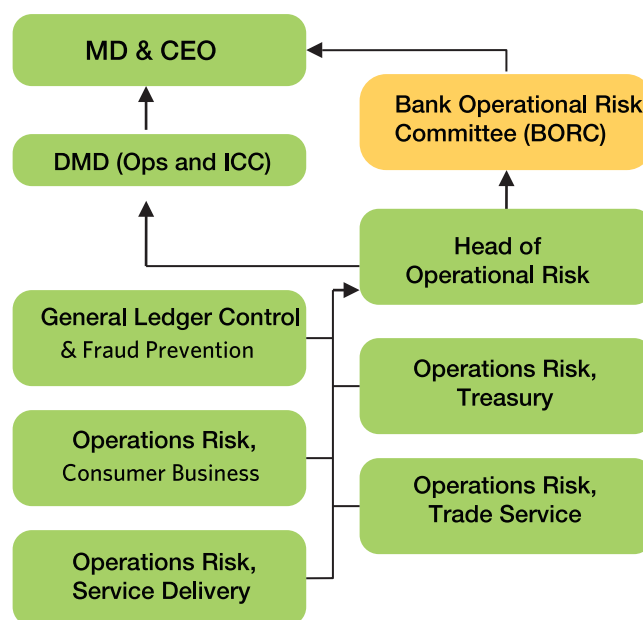 MD & CEO
Bank Operational Risk
Committee (BORC)
DMD (Ops and ICC)
Head of
Operational Risk
General Ledger Control
& Fraud Prevention
Operations Risk,
Treasury
Operations Risk,
Consumer Business
Operations Risk,
Trade Service
Operations Risk,
Service Delivery